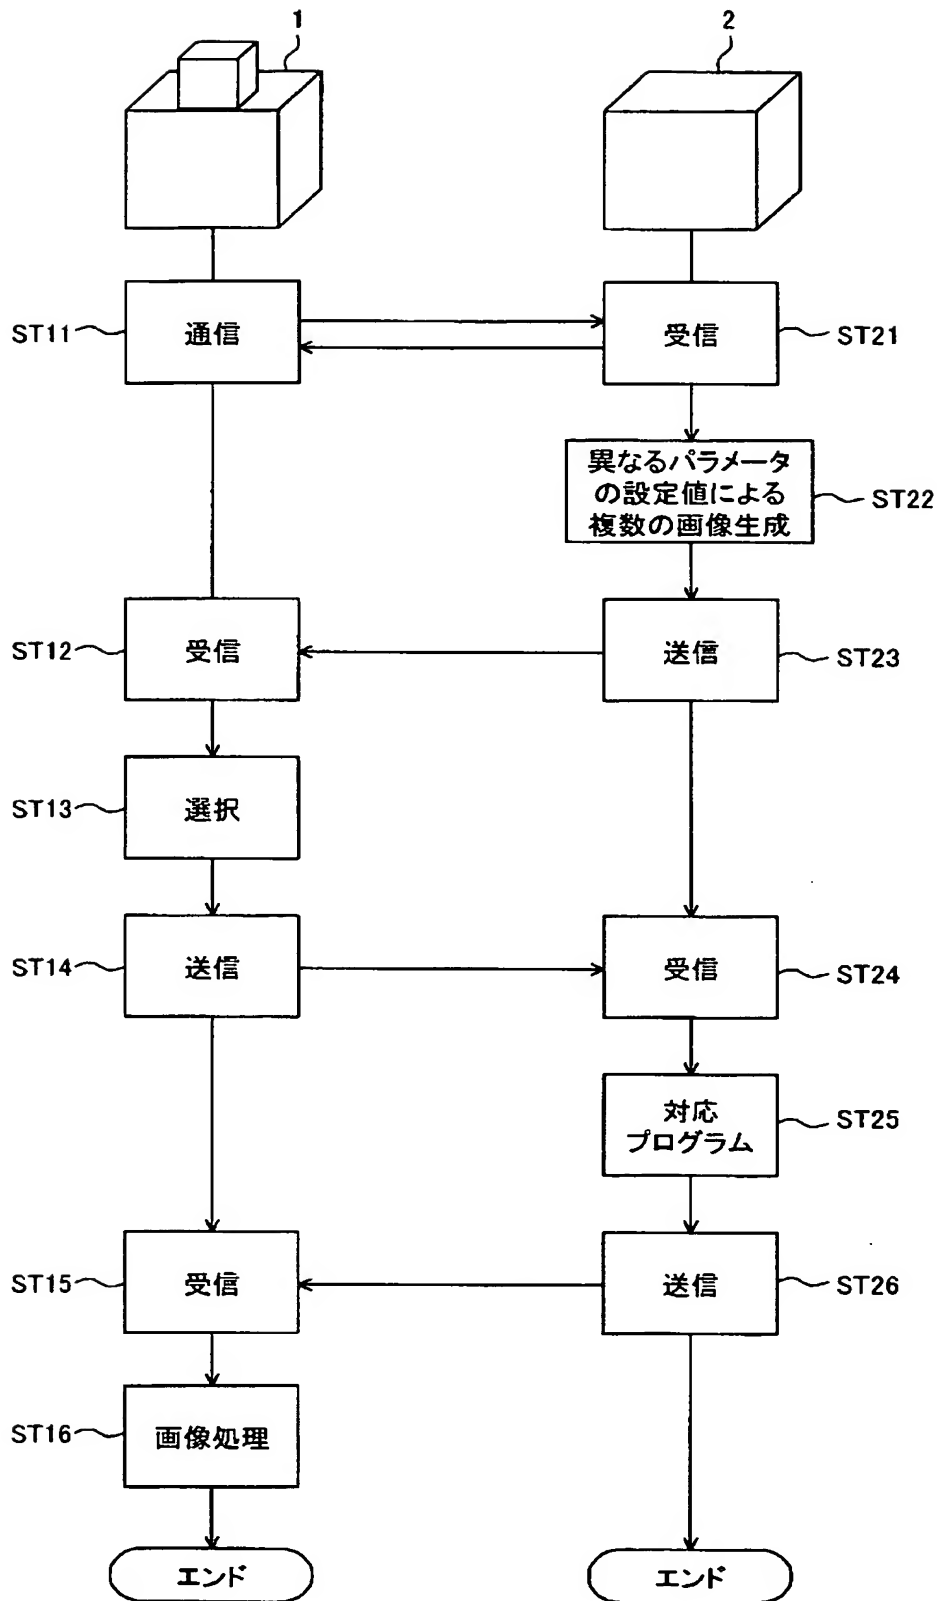 1
2
ST11
通信
受信
ST21
異なるパラメータ
の設定値による
複数の画像生成
ST22
ST12
受信
送信
ST23
ST13
選択
ST14
送信
受信
ST24
対応
プログラム
ST25
ST15
受信
送信
ST26
ST16
画像処理
エンド
エンド